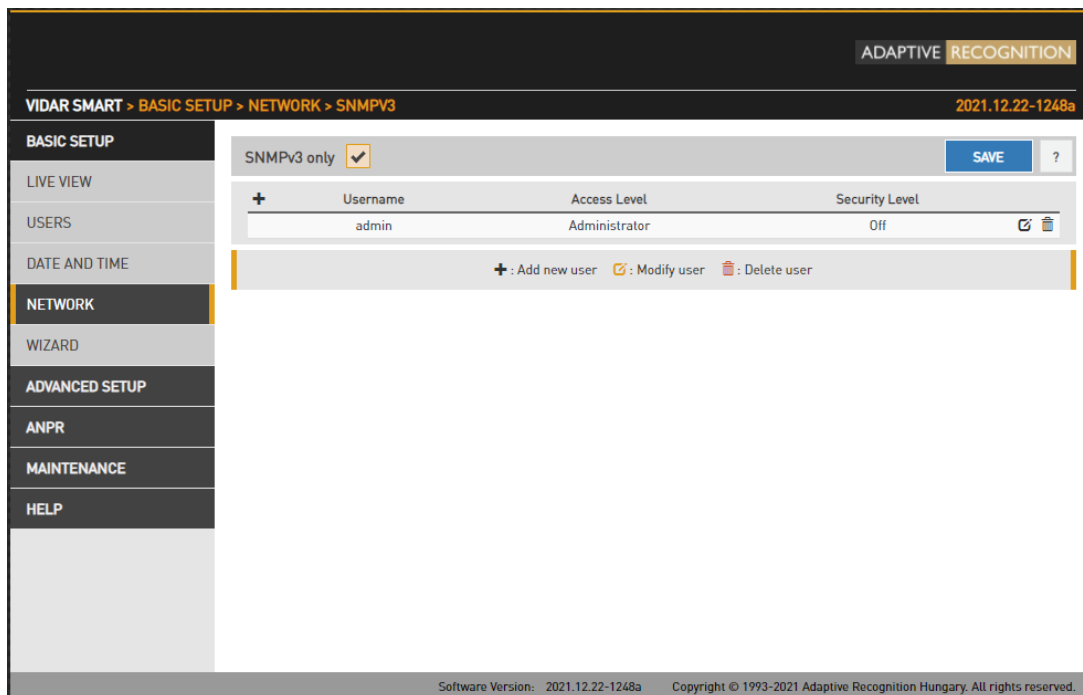 ADAPTIVE RECOGNITION
VIDAR SMART > BASIC SETUP > NETWORK > SNMPV3 2021.12.22-1248a
BASIC SETUP
LIVE VIEW
USERS
DATE AND TIME
NETWORK
WIZARD
ADVANCED SETUP
ANPR
MAINTENANCE
HELP
SNMPv3 only SAVE ?
Username Access Level Security Level
admin Administrator Off
: Add new user : Modify user : Delete user
Software Version: 2021.12.22-1248a Copyright © 1993-2021 Adaptive Recognition Hungary. All rights reserved.